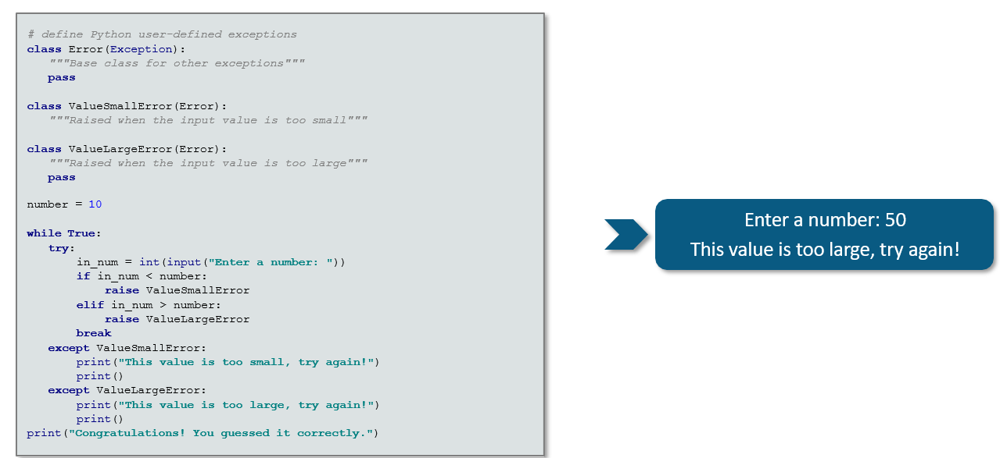 # define Python user-defined exceptions
class Error(Exception):
   """Base class for other exceptions"""
   pass

class ValueSmallError(Error):
   """Raised when the input value is too small"""

class ValueLargeError(Error):
   """Raised when the input value is too large"""
   pass

number = 10

while True:
   try:
       in_num = int(input("Enter a number: "))
       if in_num < number:
           raise ValueSmallError
       elif in_num > number:
           raise ValueLargeError
       break
   except ValueSmallError:
       print("This value is too small, try again!")
       print()
   except ValueLargeError:
       print("This value is too large, try again!")
       print()
print("Congratulations! You guessed it correctly.")
Enter a number: 50
This value is too large, try again!